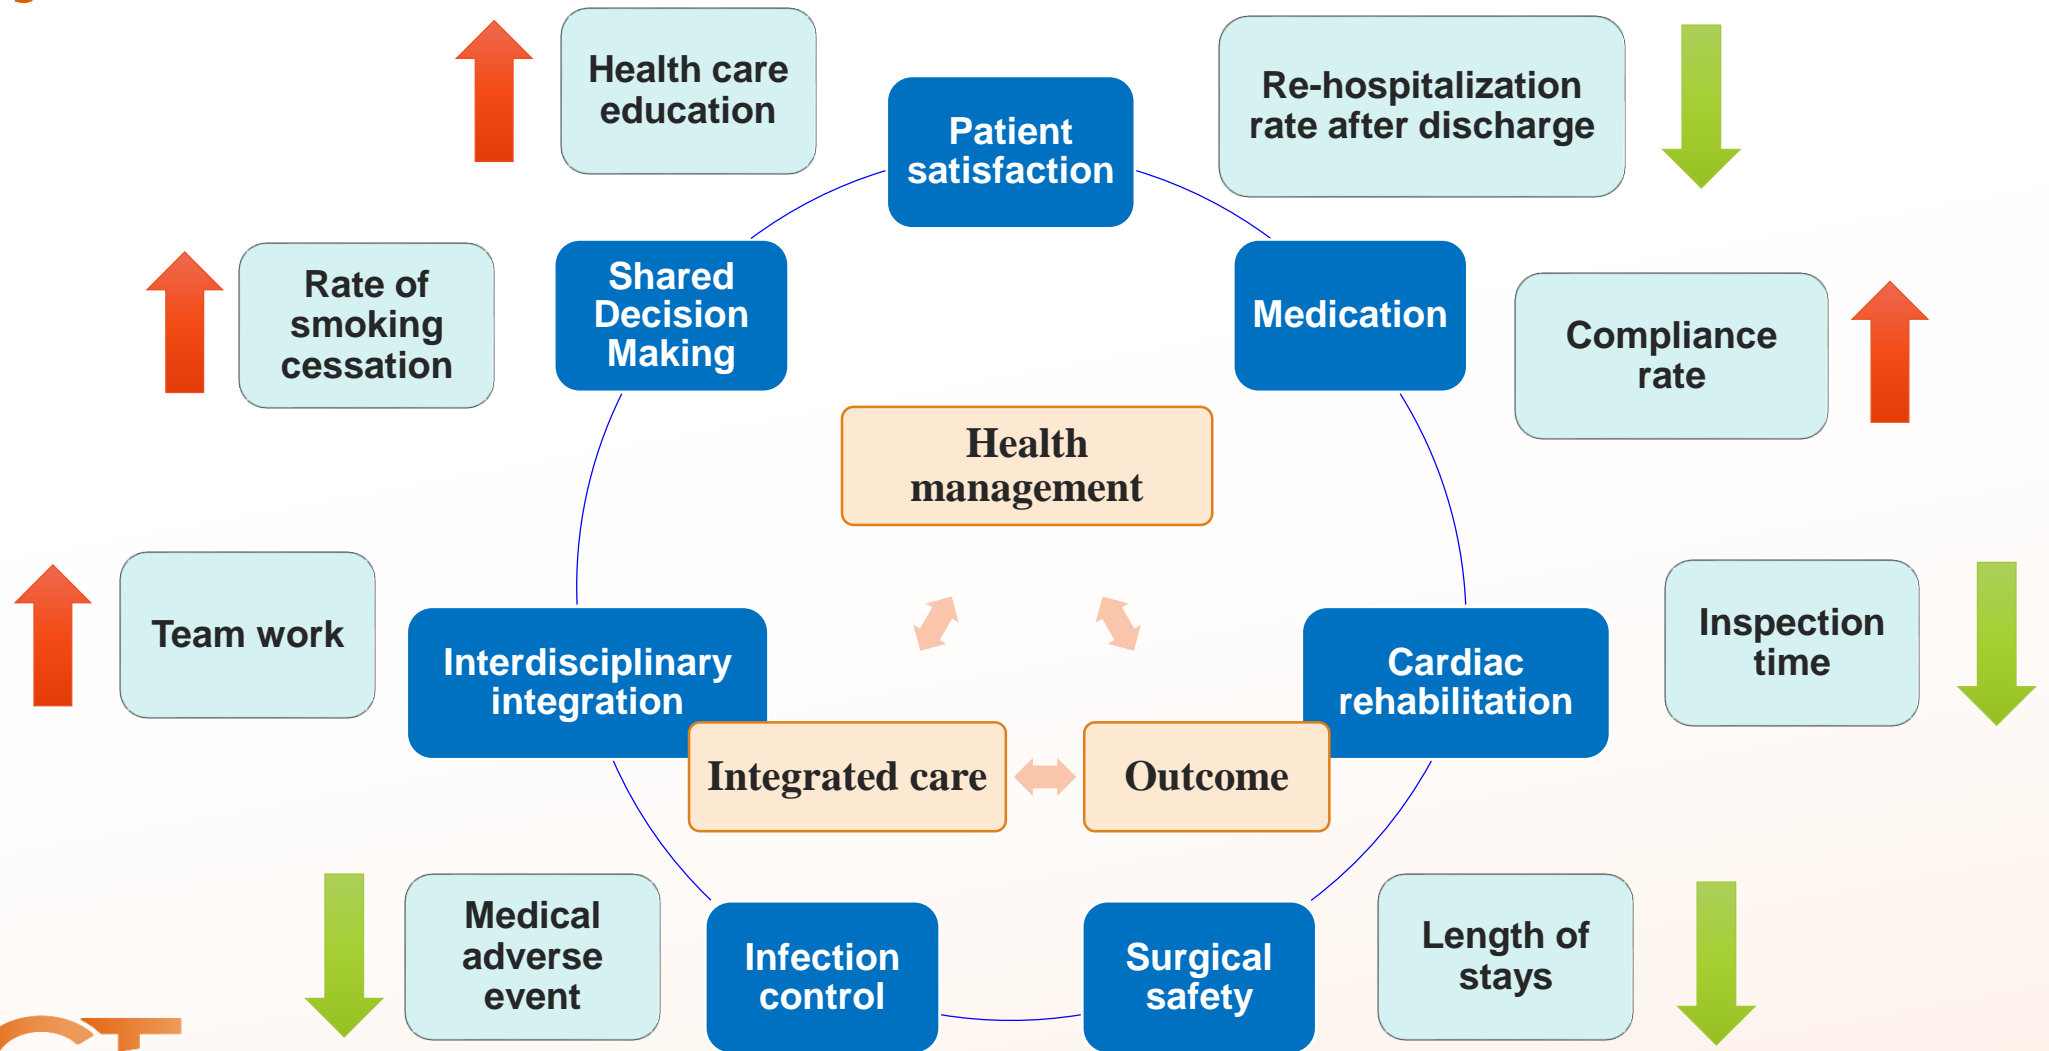 Health care
education
Patient
satisfaction
Re-hospitalization
rate after discharge
Rate of
smoking
cessation
Shared
Decision
Making
Medication
Compliance
rate
Health
management
Team work
Interdisciplinary
integration
Cardiac
rehabilitation
Inspection
time
Integrated care
Outcome
Medical
adverse
event
Infection
control
Surgical
safety
Length of
stays